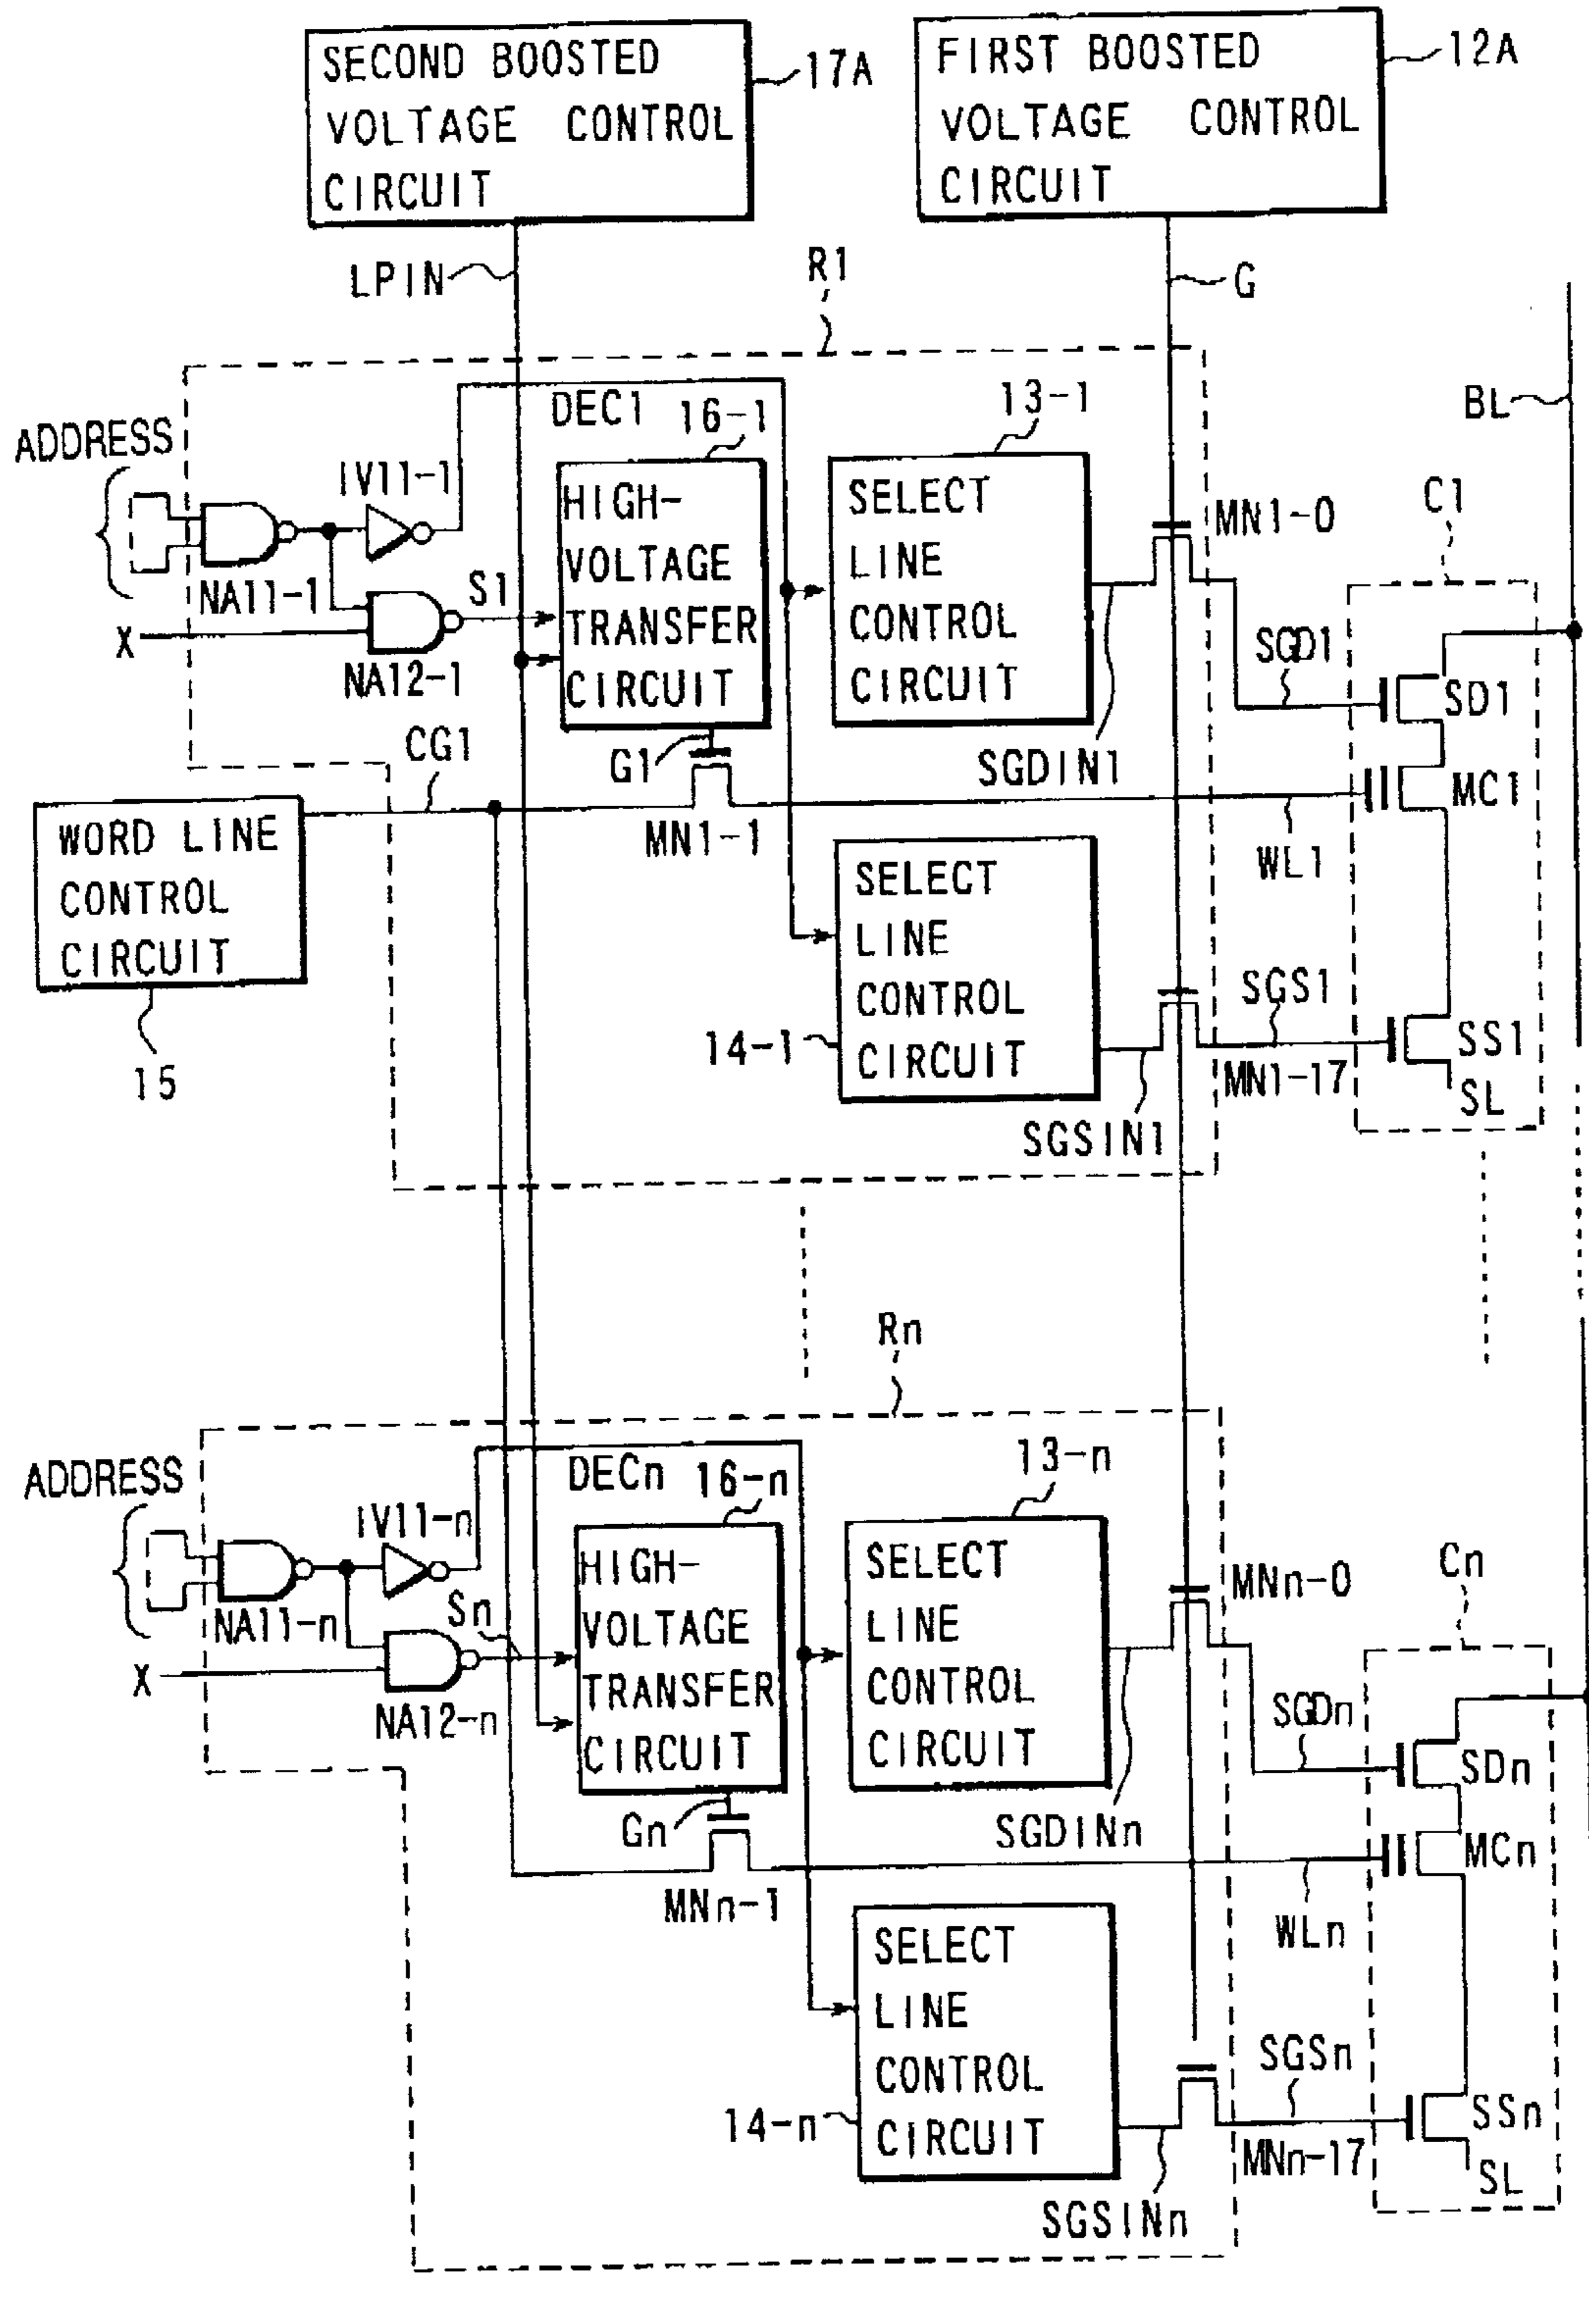 SECOND BOOSTED
VOLTAGE CONTROL
CIRCUIT
17A
FIRST BOOSTED
VOLTAGE CONTROL
CIRCUIT
12A
LPIN
R1
G
BL
ADDRESS
DEC1
16-1
13-1
IV11-1
HIGH-
VOLTAGE
TRANSFER
CIRCUIT
SELECT
LINE
CONTROL
CIRCUIT
MN1-0
C1
NA11-1
S1
X
NA12-1
SGD1
SD1
CG1
G1
SGDIN1
MC1
WORD LINE
CONTROL
CIRCUIT
MN1-1
WL1
SELECT
LINE
CONTROL
CIRCUIT
SGS1
14-1
SS1
15
MN1-17
SL
SGSIN1
Rn
ADDRESS
DECn
16-n
13-n
IV11-n
HIGH-
VOLTAGE
TRANSFER
CIRCUIT
SELECT
LINE
CONTROL
CIRCUIT
MNn-0
Cn
NA11-n
Sn
X
NA12-n
SGDn
SDn
Gn
SGDINn
MCn
MNn-1
WLn
SELECT
LINE
CONTROL
CIRCUIT
SGSn
14-n
SSn
MNn-17
SL
SGSINn